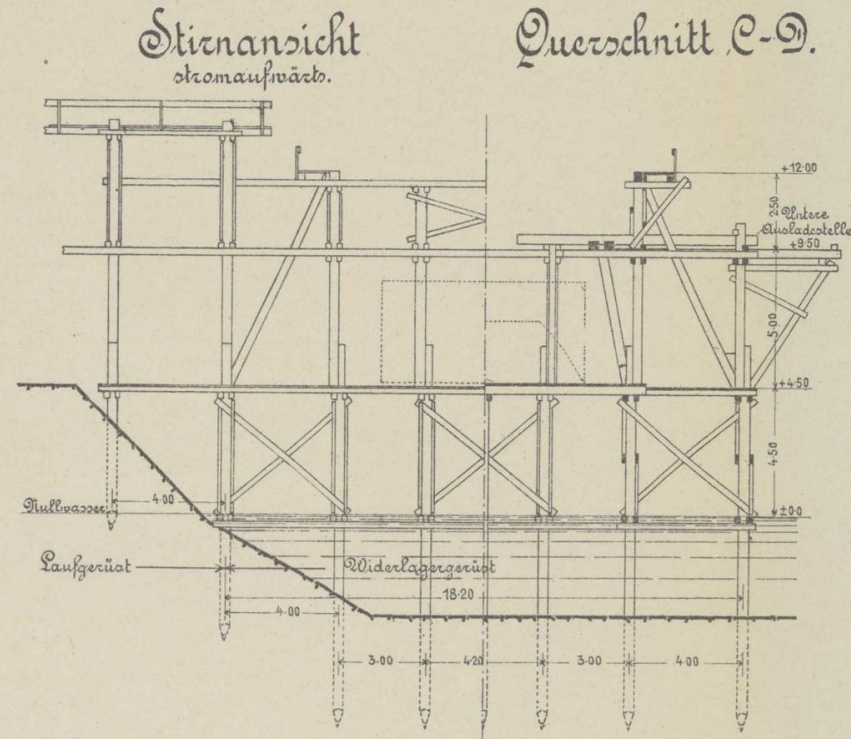 Stirnansicht
stromaufwärts.
Querschnitt C-D.
+12·00
2·50
Untere
Ausladestelle
+9·50
5·00
+4·50
4·50
±0·0
Nullwasser
4·00
Laufgerüst
Widerlagergerüst
18·20
4·00
3·00
4·20
3·00
4·00